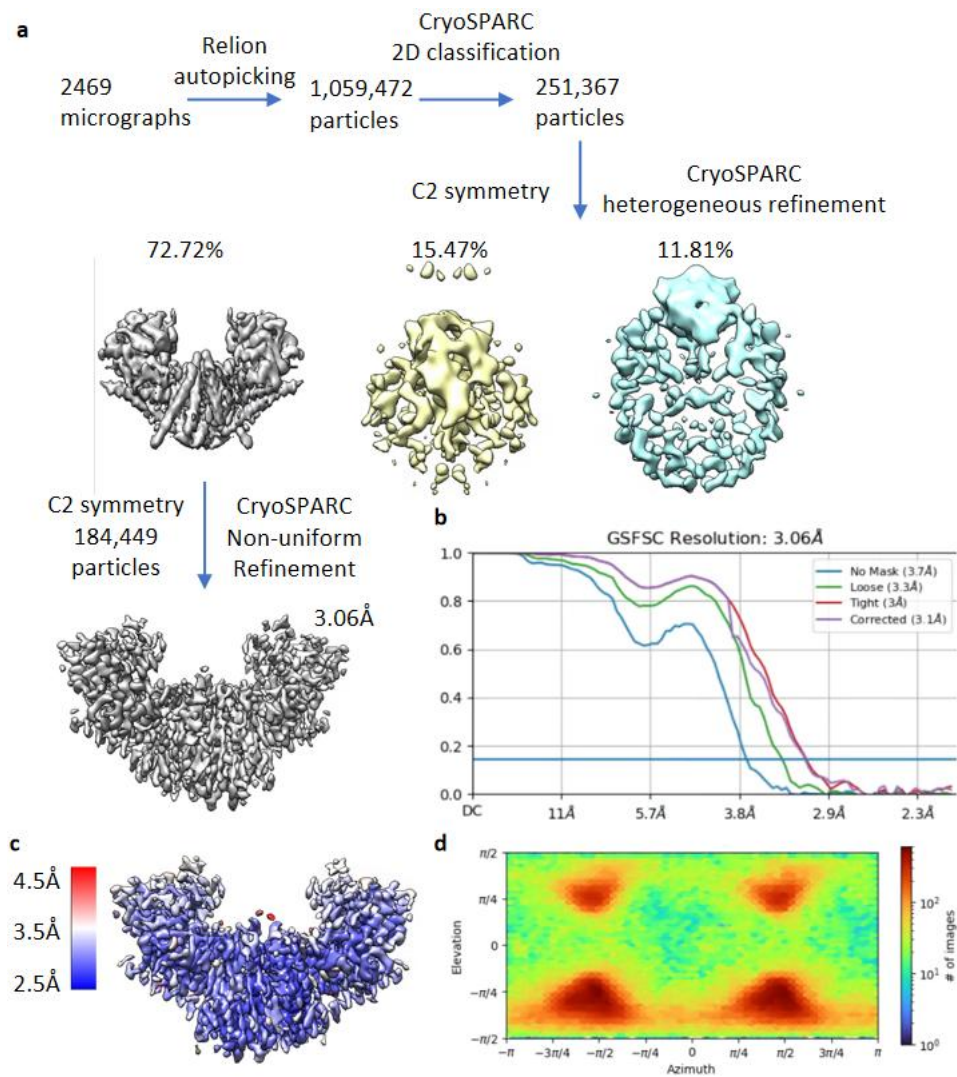 a
Relion
autopicking
CryoSPARC
2D classification
2469
micrographs
1,059,472
particles
251,367
particles
C2 symmetry
CryoSPARC
heterogeneous refinement
72.72%
15.47%
11.81%
C2 symmetry
184,449
particles
CryoSPARC
Non-uniform
Refinement
3.06Å
b
GSFSC Resolution: 3.06Å
No Mask (3.7Å)
Loose (3.3Å)
Tight (3Å)
Corrected (3.1Å)
1.0
0.8
0.6
0.4
0.2
0.0
DC
11Å
5.7Å
3.8Å
2.9Å
2.3Å
c
4.5Å
3.5Å
2.5Å
d
π/2
π/4
0
−π/4
−π/2
Elevation
−π
−3π/4
−π/2
−π/4
0
π/4
π/2
3π/4
π
Azimuth
10²
10¹
10⁰
# of images